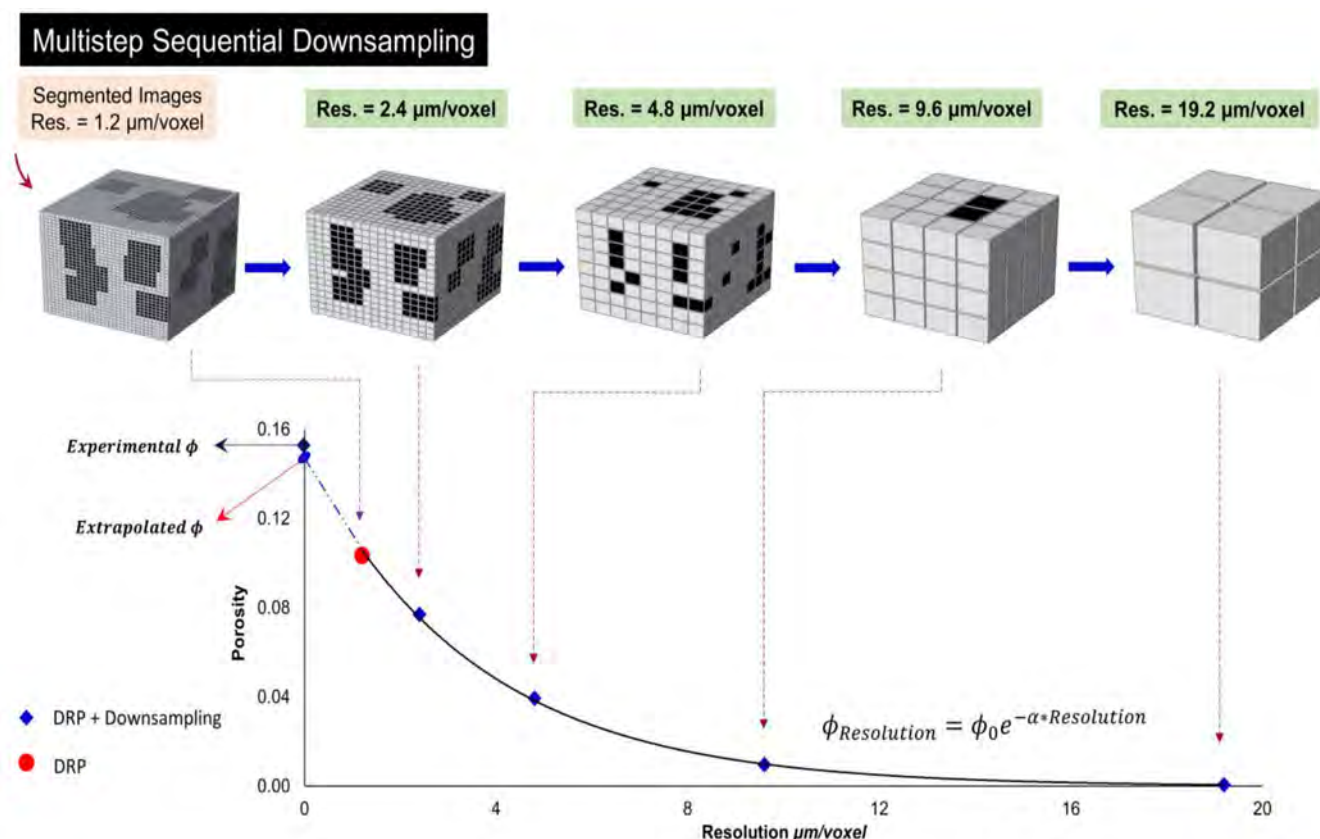 Multistep Sequential Downsampling
Segmented Images
Res. = 1.2 µm/voxel
Res. = 2.4 µm/voxel
Res. = 4.8 µm/voxel
Res. = 9.6 µm/voxel
Res. = 19.2 µm/voxel
Experimental ϕ
Extrapolated ϕ
0.16
0.12
0.08
0.04
0.00
Porosity
DRP + Downsampling
DRP
ϕ_Resolution = ϕ₀e^{-α*Resolution}
0 4 8 12 16 20
Resolution µm/voxel